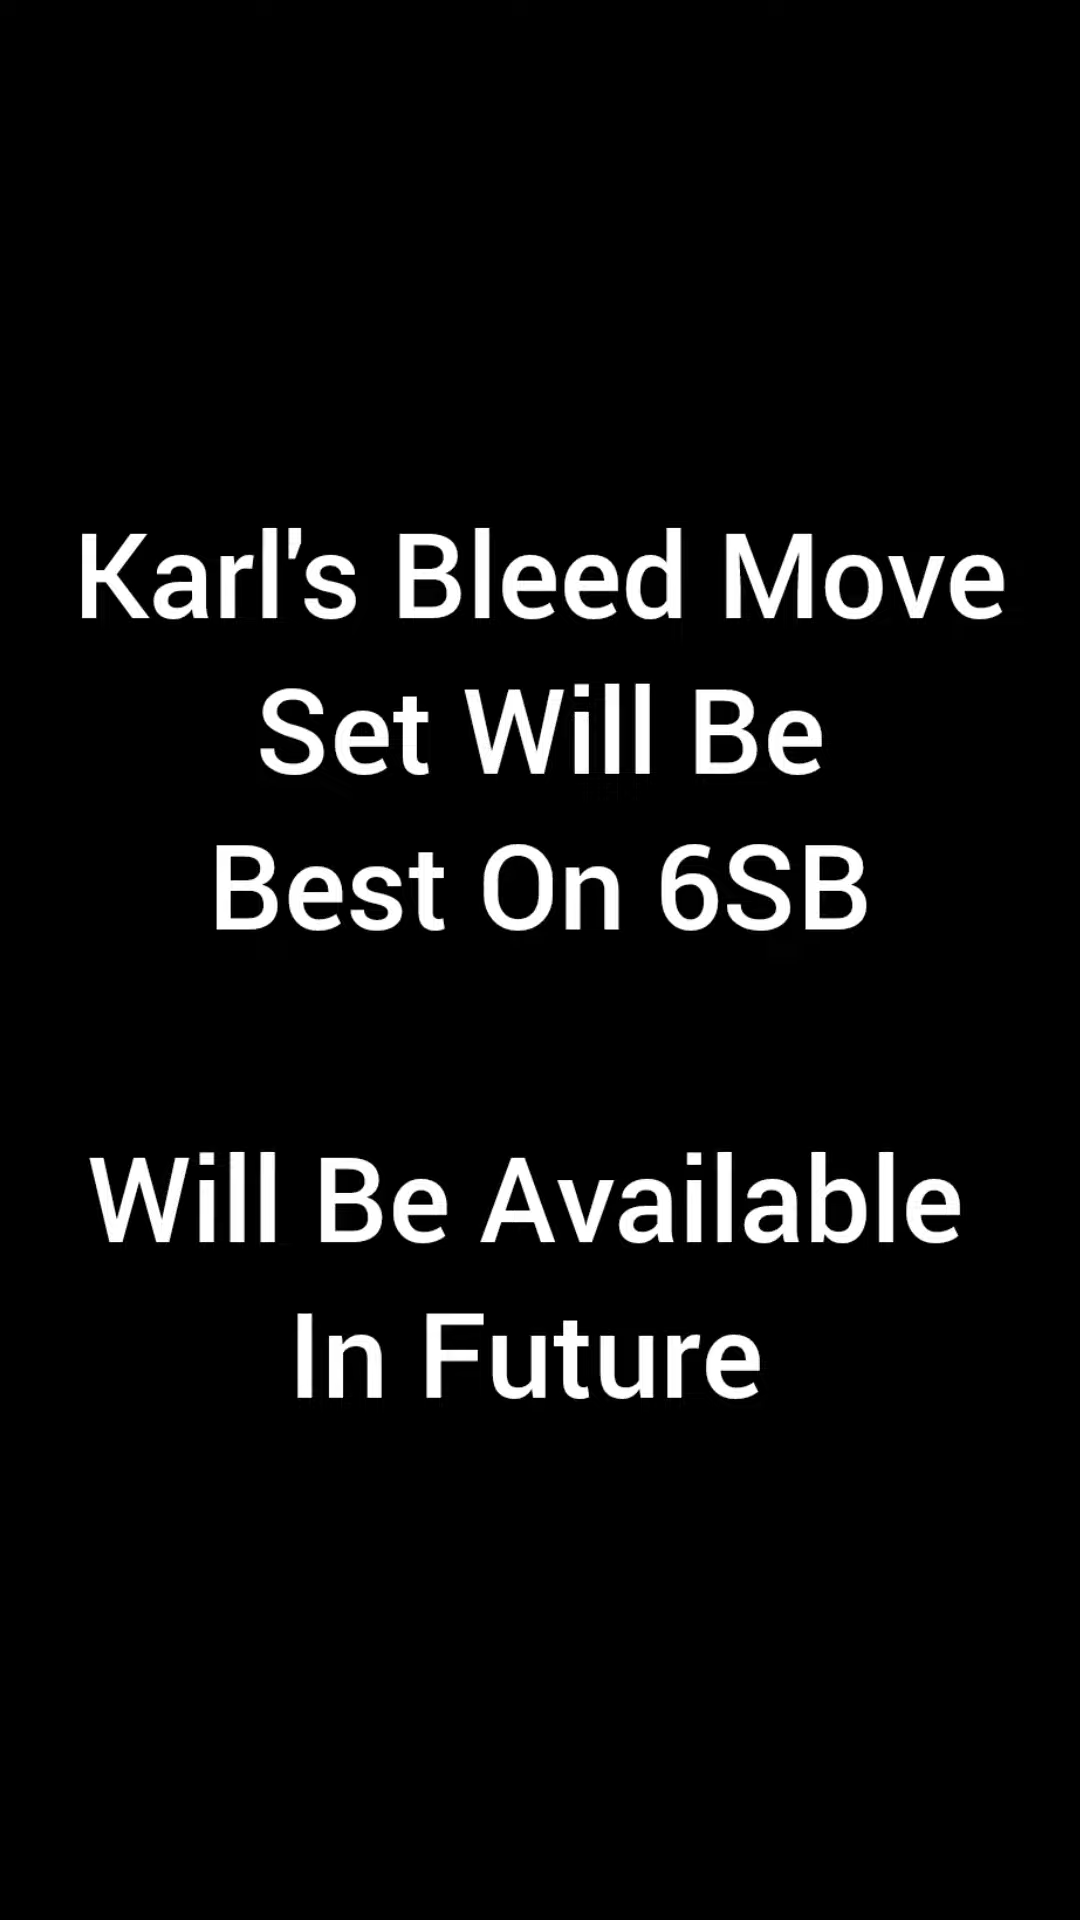 Karl's Bleed Move
Set Will Be
Best On 6SB
Will Be Available
In Future